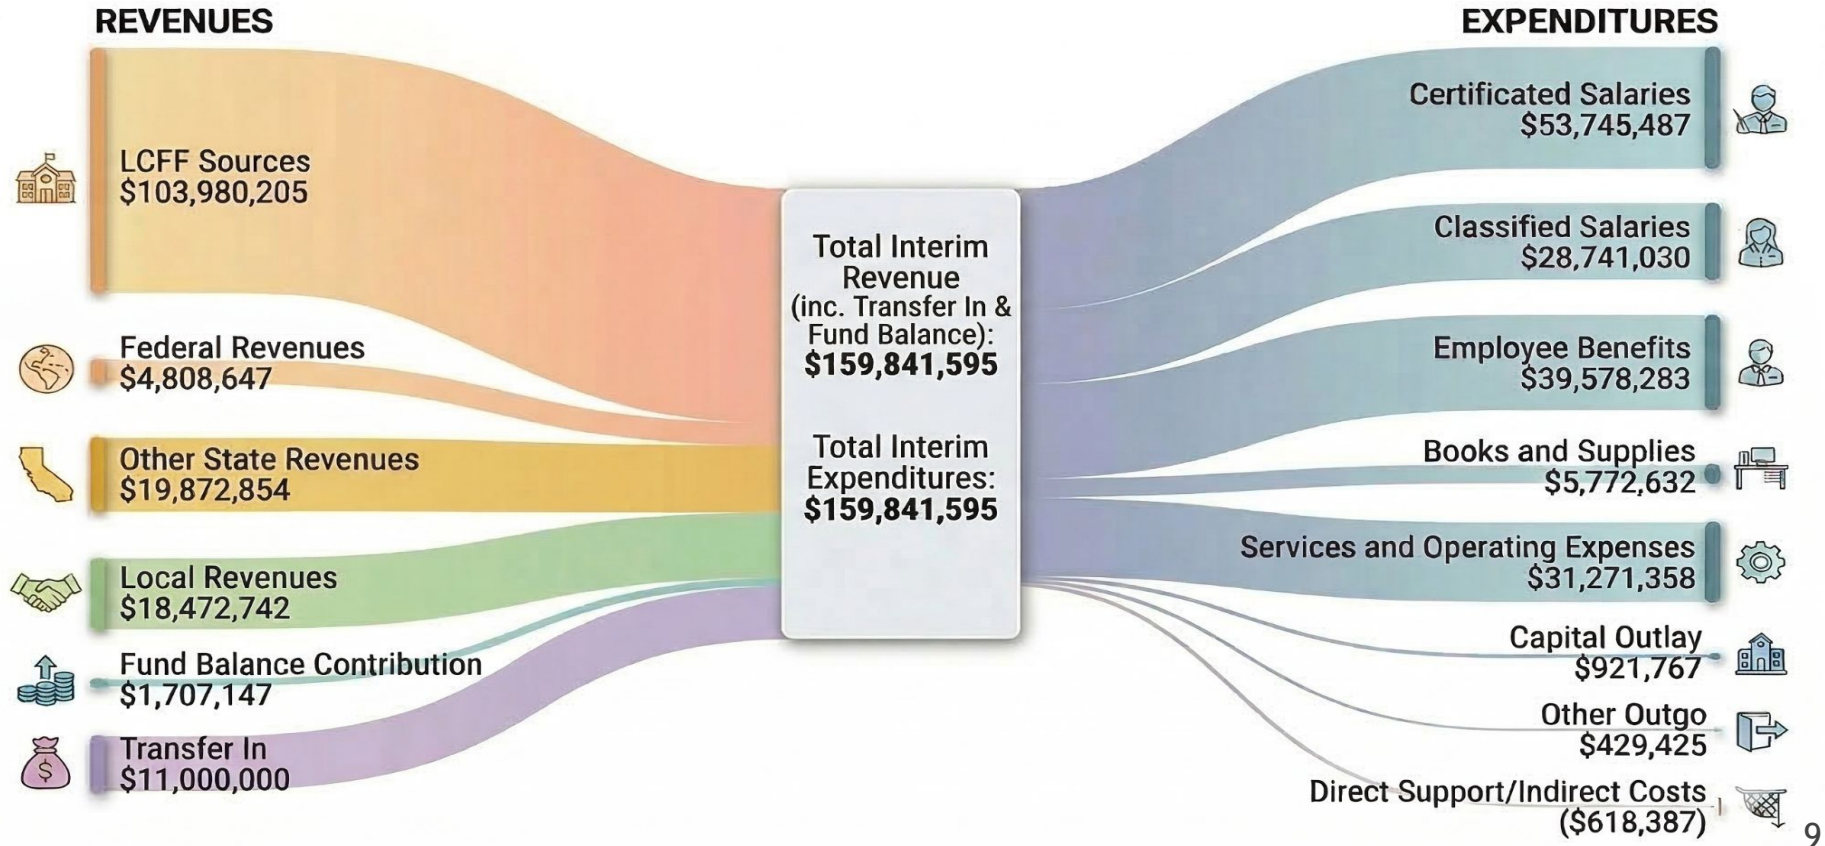 REVENUES
LCFF Sources
$103,980,205
Federal Revenues
$4,808,647
Other State Revenues
$19,872,854
Local Revenues
$18,472,742
Fund Balance Contribution
$1,707,147
Transfer In
$11,000,000
Total Interim
Revenue
(inc. Transfer In &
Fund Balance):
$159,841,595
Total Interim
Expenditures:
$159,841,595
EXPENDITURES
Certificated Salaries
$53,745,487
Classified Salaries
$28,741,030
Employee Benefits
$39,578,283
Books and Supplies
$5,772,632
Services and Operating Expenses
$31,271,358
Capital Outlay
$921,767
Other Outgo
$429,425
Direct Support/Indirect Costs
($618,387)
9